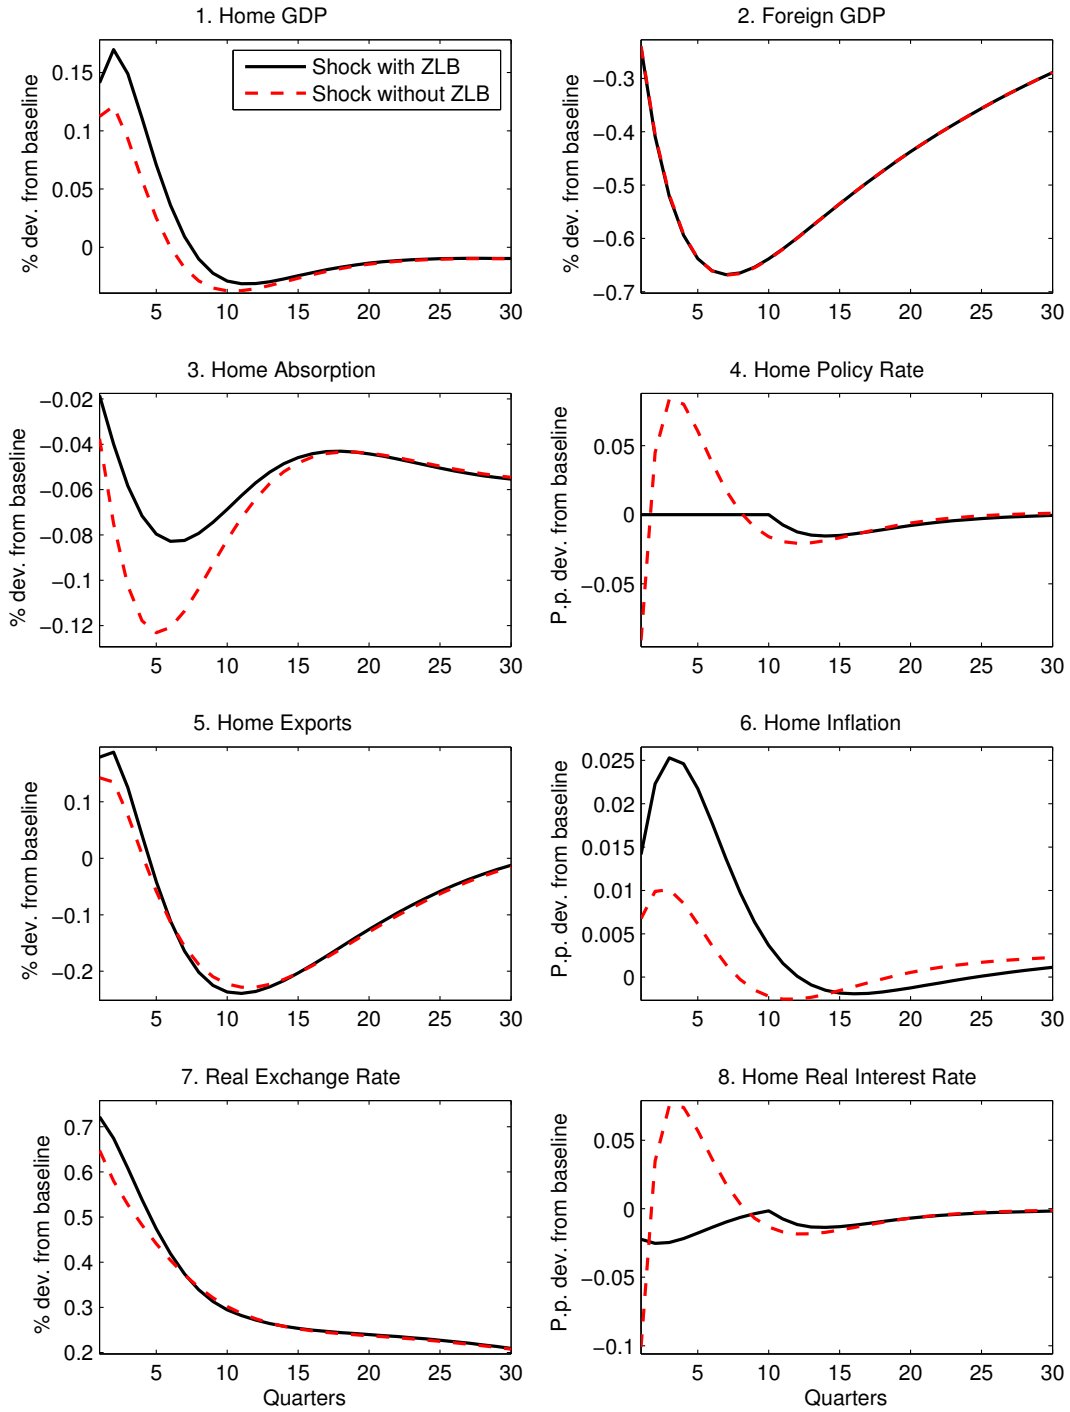 1. Home GDP
% dev. from baseline
0.15
0.1
0.05
0
5 10 15 20 25 30
Shock with ZLB
Shock without ZLB
2. Foreign GDP
% dev. from baseline
−0.3
−0.4
−0.5
−0.6
−0.7
5 10 15 20 25 30
3. Home Absorption
% dev. from baseline
−0.02
−0.04
−0.06
−0.08
−0.1
−0.12
5 10 15 20 25 30
4. Home Policy Rate
P.p. dev. from baseline
0.05
0
−0.05
5 10 15 20 25 30
5. Home Exports
% dev. from baseline
0.1
0
−0.1
−0.2
5 10 15 20 25 30
6. Home Inflation
P.p. dev. from baseline
0.025
0.02
0.015
0.01
0.005
0
5 10 15 20 25 30
7. Real Exchange Rate
% dev. from baseline
0.7
0.6
0.5
0.4
0.3
0.2
5 10 15 20 25 30
Quarters
8. Home Real Interest Rate
P.p. dev. from baseline
0.05
0
−0.05
−0.1
5 10 15 20 25 30
Quarters